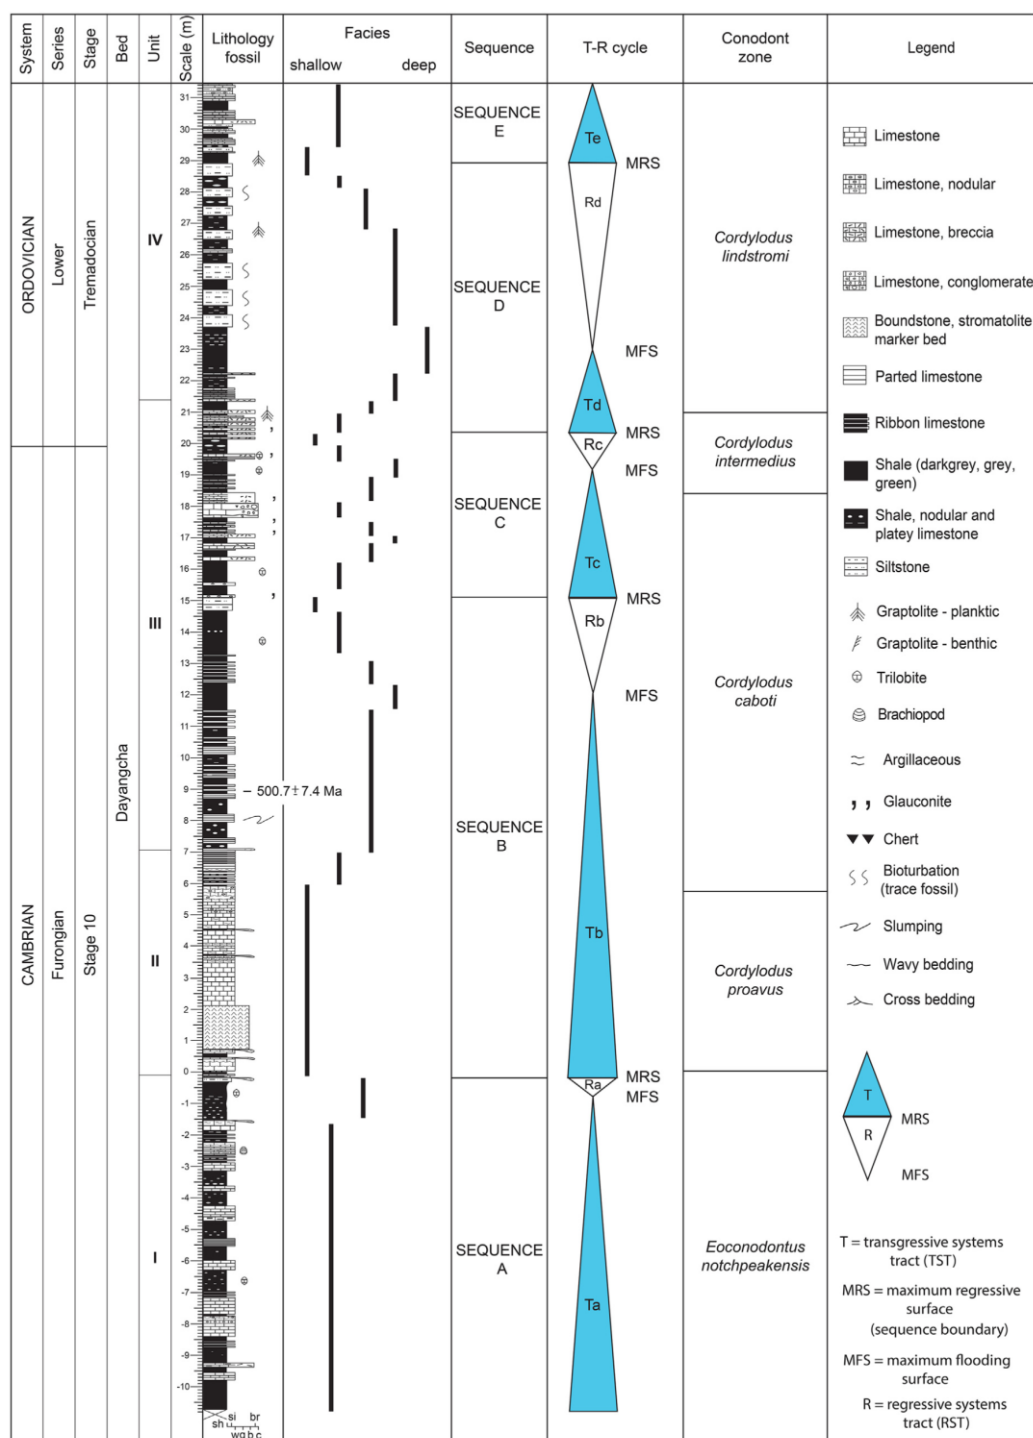 System
Series
Stage
Bed
Unit
Scale (m)
Lithology
fossil
Facies
shallow
deep
Sequence
T-R cycle
Conodont
zone
Legend
ORDOVICIAN
CAMBRIAN
Lower
Furongian
Tremadocian
Stage 10
Dayangcha
IV
III
II
I
31
30
29
28
27
26
25
24
23
22
21
20
19
18
17
16
15
14
13
12
11
10
9
8
7
6
5
4
3
2
1
0
-1
-2
-3
-4
-5
-6
-7
-8
-9
-10
500.7 ± 7.4 Ma
si
br
sh
wg b c
SEQUENCE
E
SEQUENCE
D
SEQUENCE
C
SEQUENCE
B
SEQUENCE
A
Te
MRS
Rd
MFS
Td
MRS
Rc
MFS
Tc
MRS
Rb
MFS
Tb
MRS
Ra
MFS
Ta
Cordylodus
lindstromi
Cordylodus
intermedius
Cordylodus
caboti
Cordylodus
proavus
Eoconodontus
notchpeakensis
Limestone
Limestone, nodular
Limestone, breccia
Limestone, conglomerate
Boundstone, stromatolite
marker bed
Parted limestone
Ribbon limestone
Shale (darkgrey, grey,
green)
Shale, nodular and
platey limestone
Siltstone
Graptolite - planktic
Graptolite - benthic
Trilobite
Brachiopod
Argillaceous
Glauconite
Chert
Bioturbation
(trace fossil)
Slumping
Wavy bedding
Cross bedding
T
MRS
R
MFS
T = transgressive systems
tract (TST)
MRS = maximum regressive
surface
(sequence boundary)
MFS = maximum flooding
surface
R = regressive systems
tract (RST)